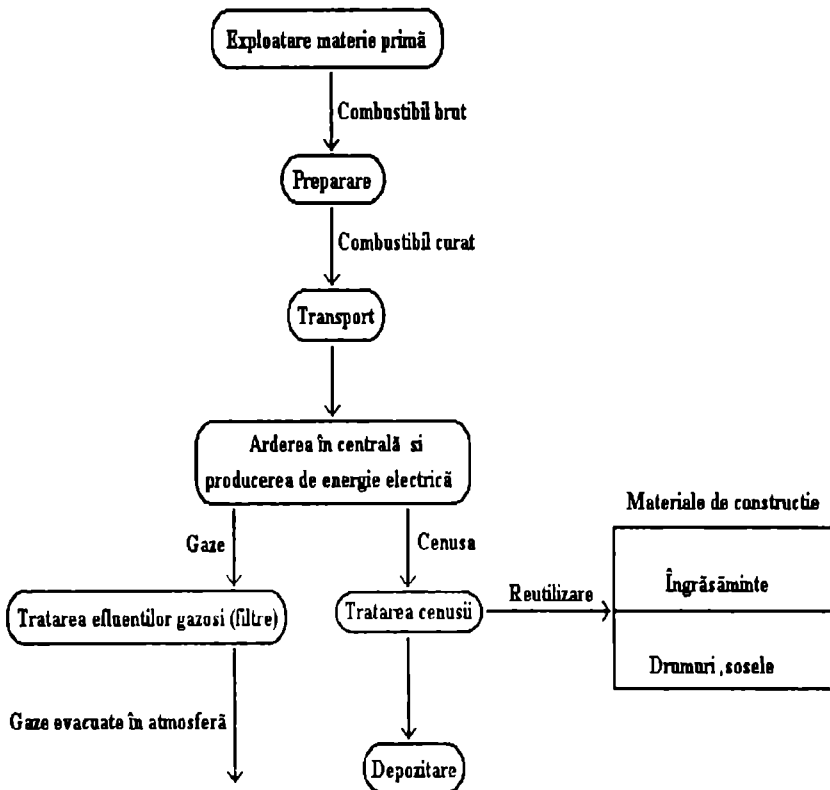 Exploatare materie primă
Combustibil brut
Preparare
Combustibil curat
Transport
Arderea în centrală si
producerea de energie electrică
Gaze
Cenusa
Tratarea efluentilor gazosi (filtre)
Tratarea cenusii
Reutilizare
Materiale de constructie
Îngrăsăminte
Drumuri ,sosele
Gaze evacuate în atmosferă
Depozitare